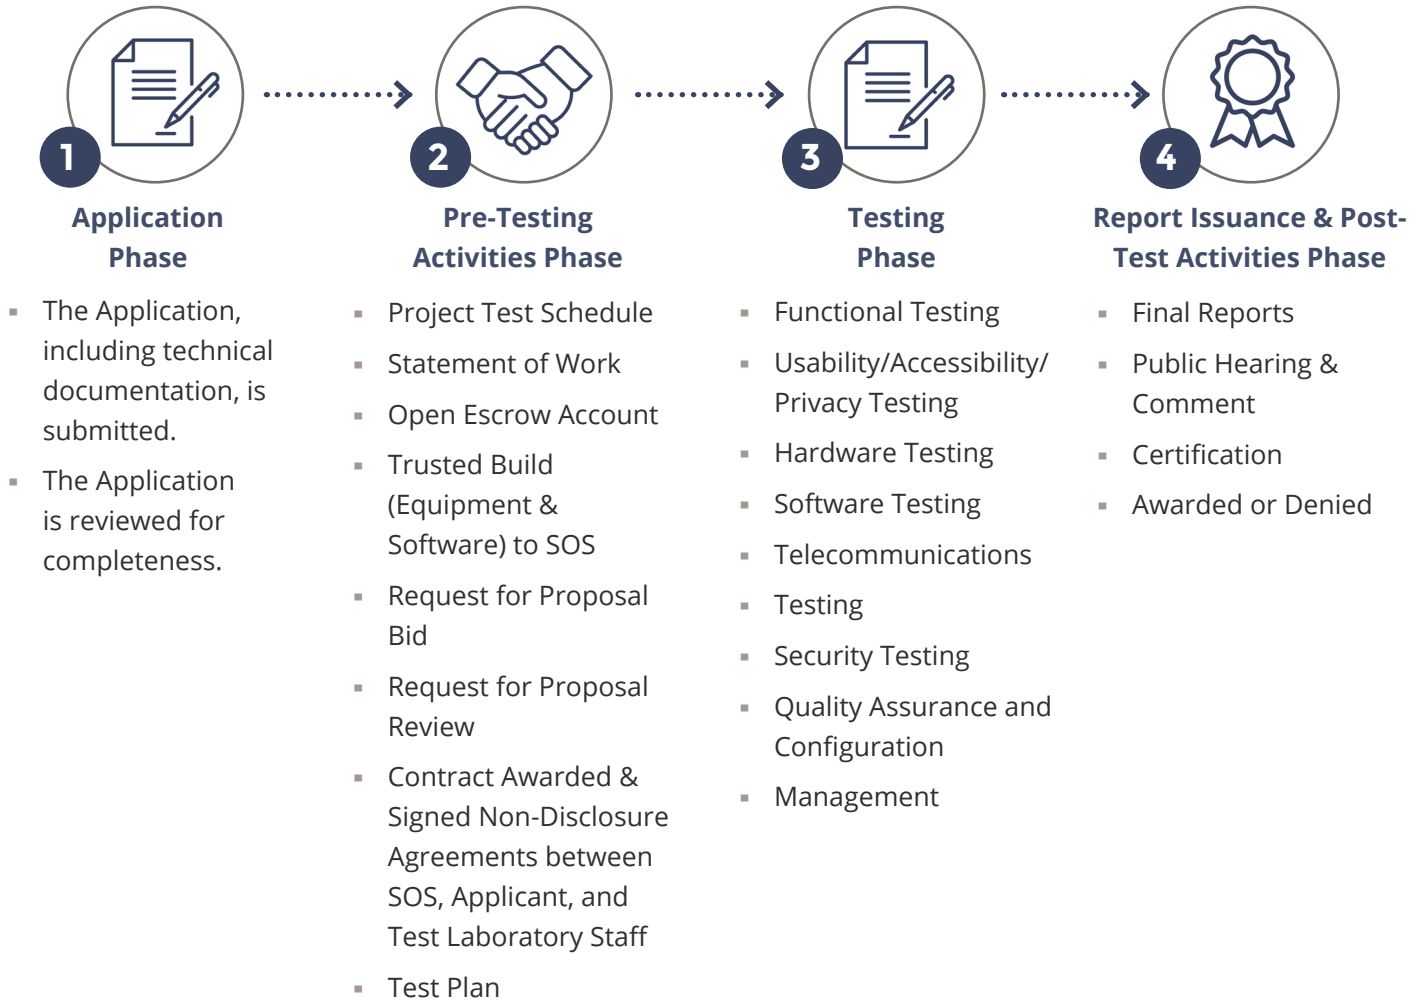 1
Application
Phase
The Application,
including technical
documentation, is
submitted.
The Application
is reviewed for
completeness.
2
Pre-Testing
Activities Phase
Project Test Schedule
Statement of Work
Open Escrow Account
Trusted Build
(Equipment &
Software) to SOS
Request for Proposal
Bid
Request for Proposal
Review
Contract Awarded &
Signed Non-Disclosure
Agreements between
SOS, Applicant, and
Test Laboratory Staff
Test Plan
3
Testing
Phase
Functional Testing
Usability/Accessibility/
Privacy Testing
Hardware Testing
Software Testing
Telecommunications
Testing
Security Testing
Quality Assurance and
Configuration
Management
4
Report Issuance & Post-
Test Activities Phase
Final Reports
Public Hearing &
Comment
Certification
Awarded or Denied